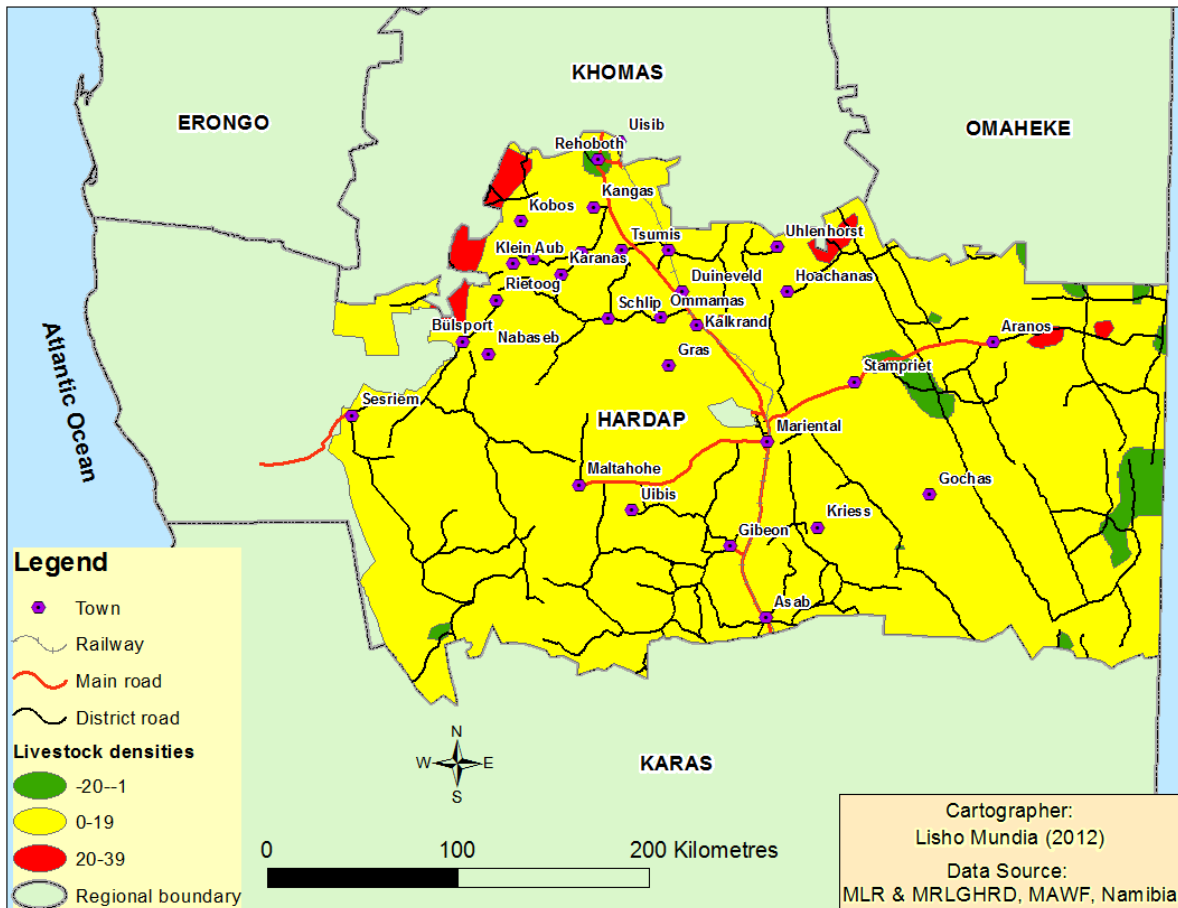 KHOMAS
ERONGO
OMAHEKE
Uisib
Rehoboth
Kangas
Kobos
Tsumis
Uhlenhorst
Klein Aub
Karanas
Duineveld
Hoachanas
Rietoog
Schlip
Ommamas
Kalkrand
Bülsport
Nabaseb
Aranos
Gras
Stampriet
Atlantic Ocean
Sesriem
HARDAP
Mariental
Maltahohe
Gochas
Uibis
Kriess
Gibeon
Asab
KARAS
Legend
Town
Railway
Main road
District road
Livestock densities
-20--1
0-19
20-39
Regional boundary
N
W
E
S
0
100
200 Kilometres
Cartographer:
Lisho Mundia (2012)
Data Source:
MLR & MRLGHRD, MAWF, Namibia